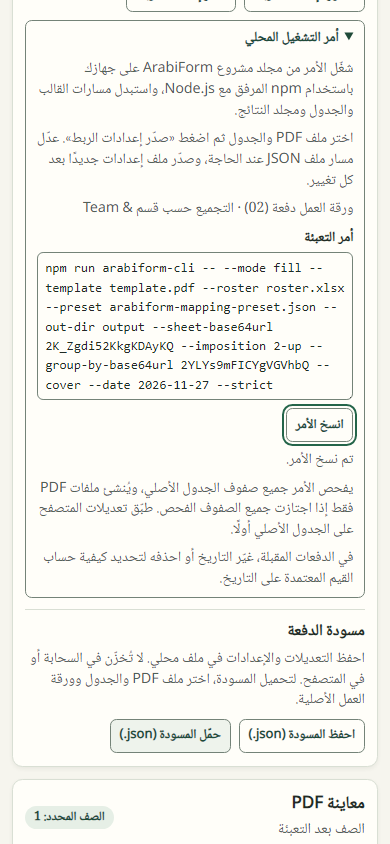 ▼ أمر التشغيل المحلي
شغّل الأمر من مجلد مشروع ArabiForm على جهازك
باستخدام npm المرفق مع Node.js، واستبدل مسارات القالب
والجدول ومجلد النتائج.
اختر ملف PDF والجدول ثم اضغط «صدّر إعدادات الربط». عدّل
مسار ملف JSON عند الحاجة، وصدّر ملف إعدادات جديدًا بعد
كل تغيير.
ورقة العمل دفعة (02) · التجميع حسب قسم & Team
أمر التعبئة
npm run arabiform-cli -- --mode fill --
template template.pdf --roster roster.xlsx
--preset arabiform-mapping-preset.json --
out-dir output --sheet-base64url
2K_Zgdi52KkgKDAyKQ --imposition 2-up --
group-by-base64url 2YLYs9mFICYgVGVhbQ --
cover --date 2026-11-27 --strict
انسخ الأمر
تم نسخ الأمر.
يفحص الأمر جميع صفوف الجدول الأصلي، ويُنشئ ملفات PDF
فقط إذا اجتازت جميع الصفوف الفحص. طبّق تعديلات المتصفح
على الجدول الأصلي أولًا.
في الدفعات المقبلة، غيّر التاريخ أو احذفه لتحديد كيفية حساب
القيم المعتمدة على التاريخ.
مسودة الدفعة
احفظ التعديلات والإعدادات في ملف محلي. لا تُخزّن في السحابة أو
في المتصفح. لتحميل المسودة، اختر ملف PDF والجدول وورقة
العمل الأصلية.
احفظ المسودة (.json)
حمّل المسودة (.json)
معاينة PDF
الصف المحدد: 1
الصف بعد التعبئة